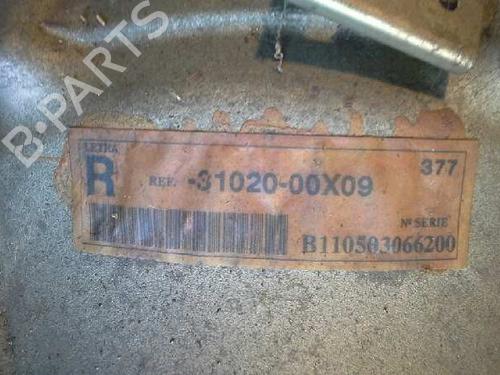 B-PARTS
LETRA
R REF. -31020-00X09 377
Nº SERIE
B110503066200